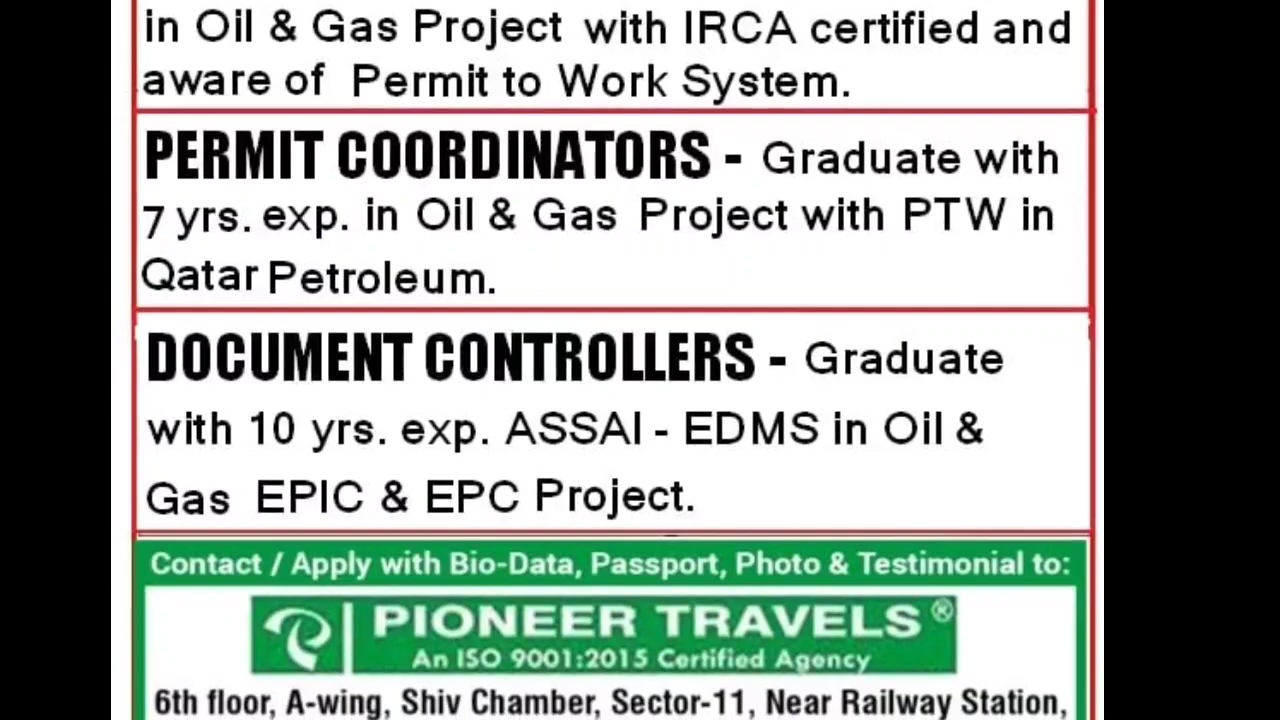 in Oil & Gas Project with IRCA certified and
aware of Permit to Work System.
PERMIT COORDINATORS - Graduate with
7 yrs. exp. in Oil & Gas Project with PTW in
Qatar Petroleum.
DOCUMENT CONTROLLERS - Graduate
with 10 yrs. exp. ASSAI - EDMS in Oil &
Gas EPIC & EPC Project.
Contact / Apply with Bio-Data, Passport, Photo & Testimonial to:
PIONEER TRAVELS ®
An ISO 9001:2015 Certified Agency
6th floor, A-wing, Shiv Chamber, Sector-11, Near Railway Station,